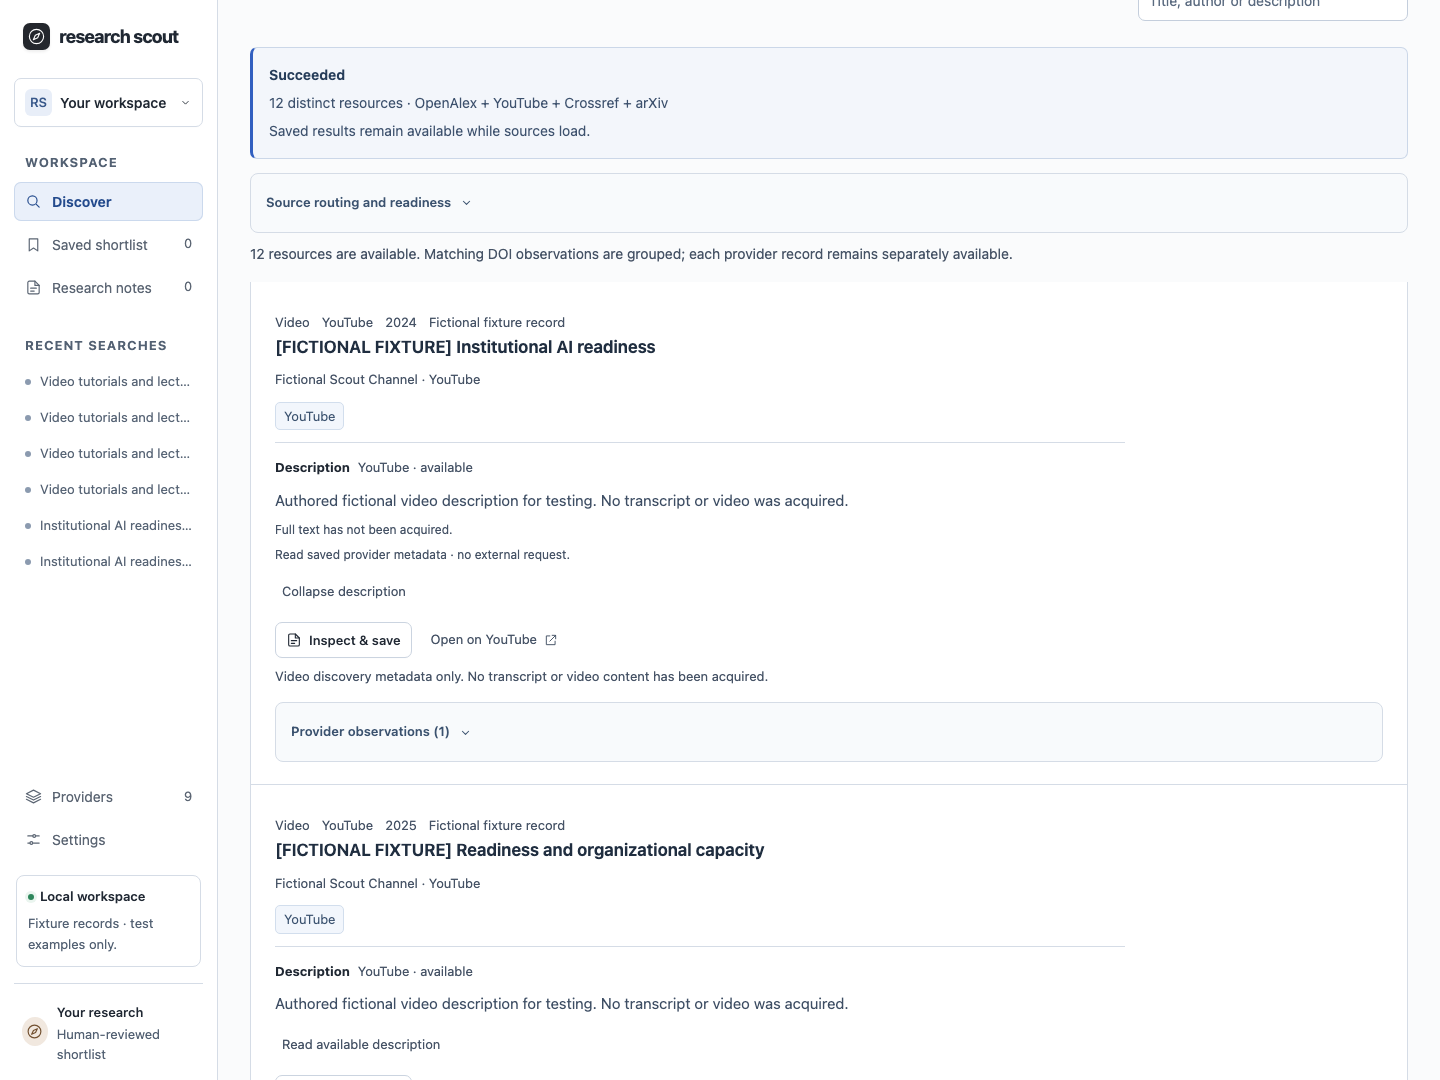 research scout
RS Your workspace
WORKSPACE
Discover
Saved shortlist 0
Research notes 0
RECENT SEARCHES
Video tutorials and lect...
Video tutorials and lect...
Video tutorials and lect...
Video tutorials and lect...
Institutional AI readines...
Institutional AI readines...
Providers 9
Settings
Local workspace
Fixture records · test
examples only.
Your research
Human-reviewed
shortlist
Title, author or description
Succeeded
12 distinct resources · OpenAlex + YouTube + Crossref + arXiv
Saved results remain available while sources load.
Source routing and readiness
12 resources are available. Matching DOI observations are grouped; each provider record remains separately available.
Video YouTube 2024 Fictional fixture record
[FICTIONAL FIXTURE] Institutional AI readiness
Fictional Scout Channel · YouTube
YouTube
Description YouTube · available
Authored fictional video description for testing. No transcript or video was acquired.
Full text has not been acquired.
Read saved provider metadata · no external request.
Collapse description
Inspect & save Open on YouTube
Video discovery metadata only. No transcript or video content has been acquired.
Provider observations (1)
Video YouTube 2025 Fictional fixture record
[FICTIONAL FIXTURE] Readiness and organizational capacity
Fictional Scout Channel · YouTube
YouTube
Description YouTube · available
Authored fictional video description for testing. No transcript or video was acquired.
Read available description